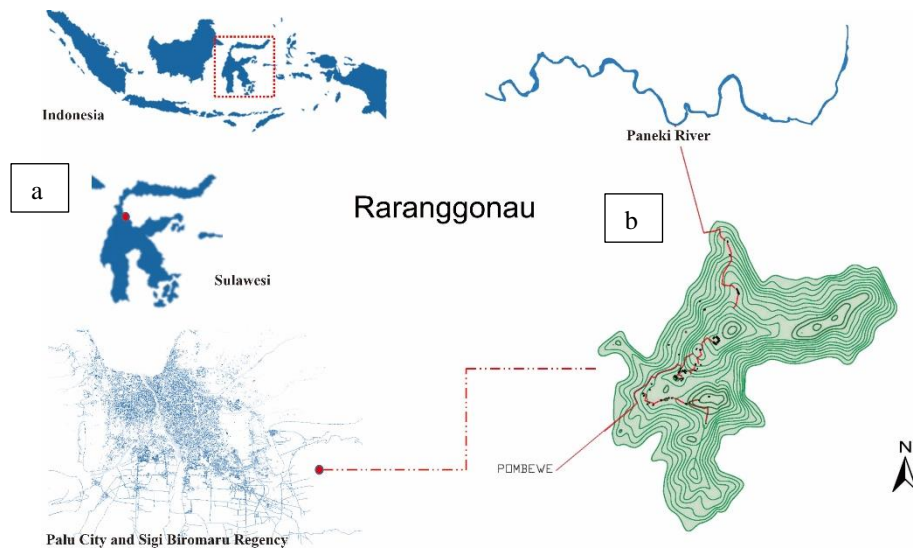 Indonesia
Paneki River
a
Raranggonau
b
Sulawesi
POMBEWE
N
Palu City and Sigi Biromaru Regency